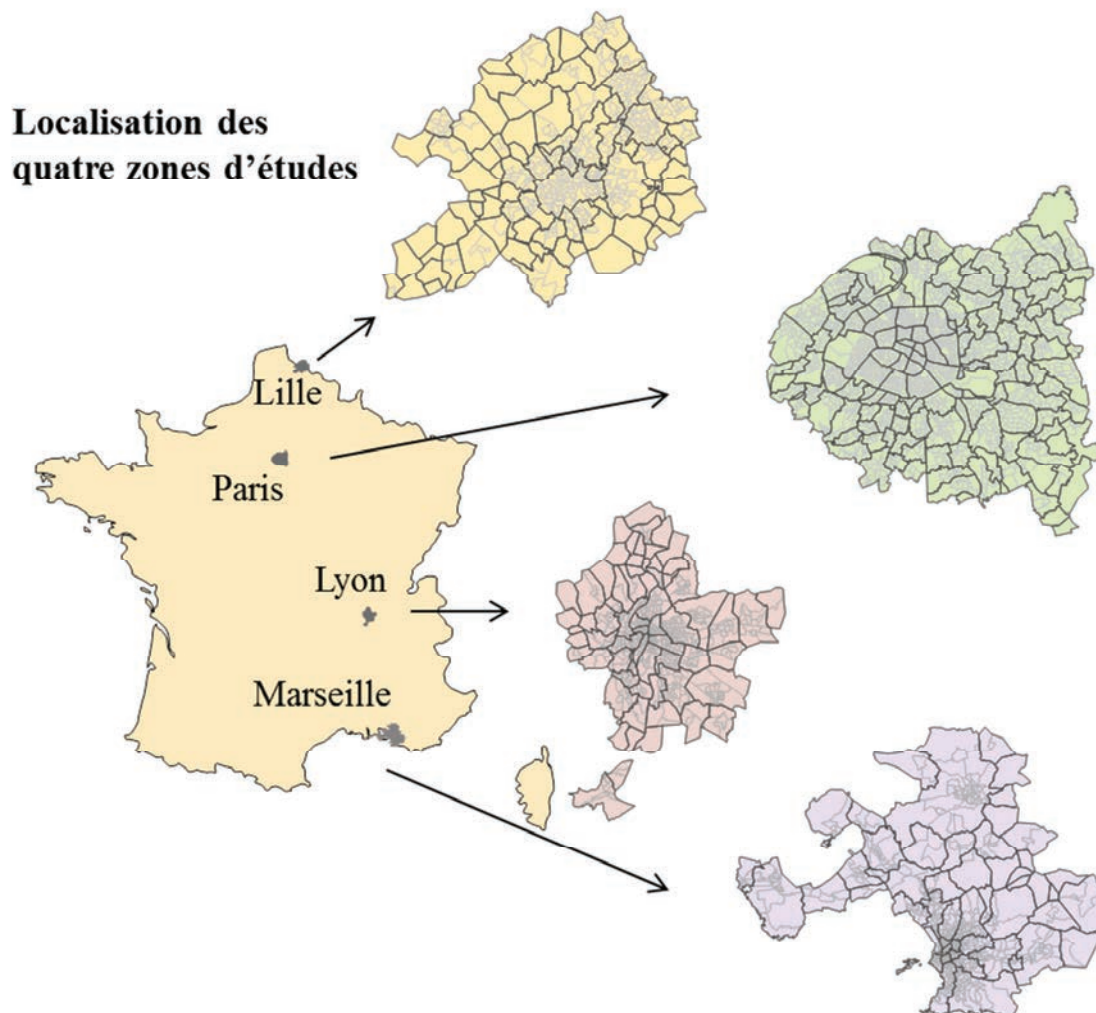 Localisation des
quatre zones d'études
Lille
Paris
Lyon
Marseille